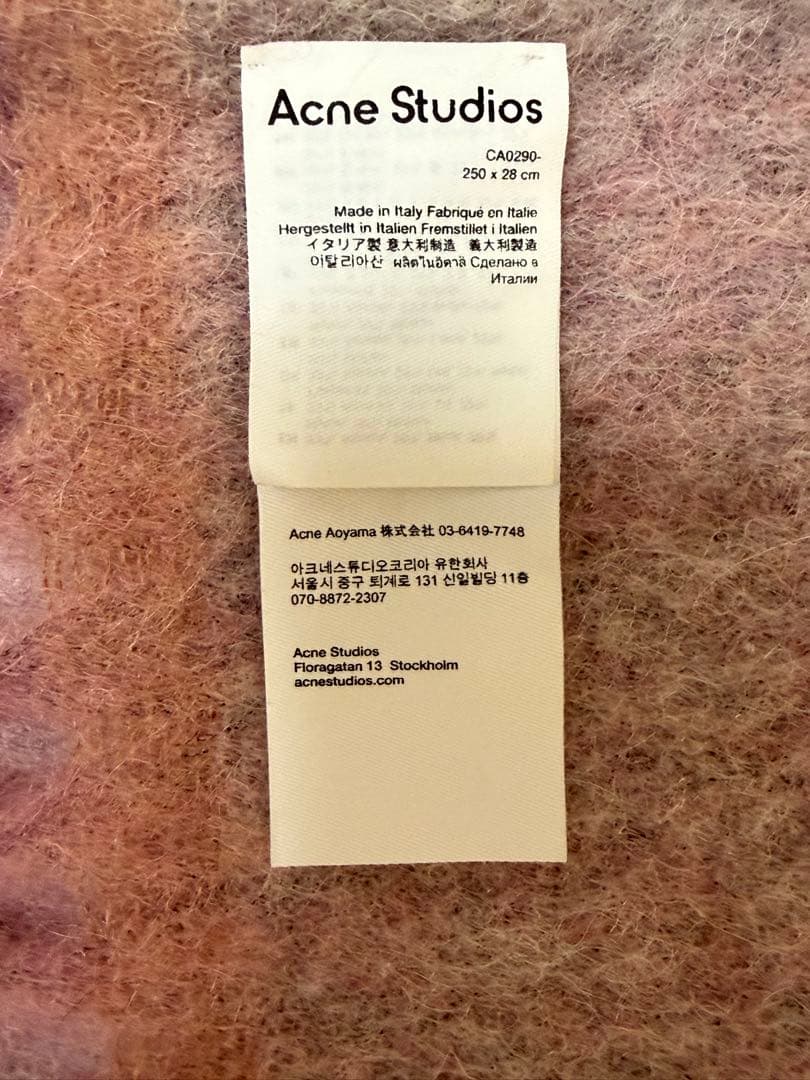 Acne Studios
CA0290-
250 x 28 cm
Made in Italy Fabriqué en Italie
Hergestellt in Italien Fremstillet i Italien
イタリア製 意大利制造 義大利製造
이탈리아산 ผลิตในอิตาลี Сделано в
Италии
Acne Aoyama 株式会社 03-6419-7748
아크네스튜디오코리아 유한회사
서울시 중구 퇴계로 131 신일빌딩 11층
070-8872-2307
Acne Studios
Floragatan 13 Stockholm
acnestudios.com